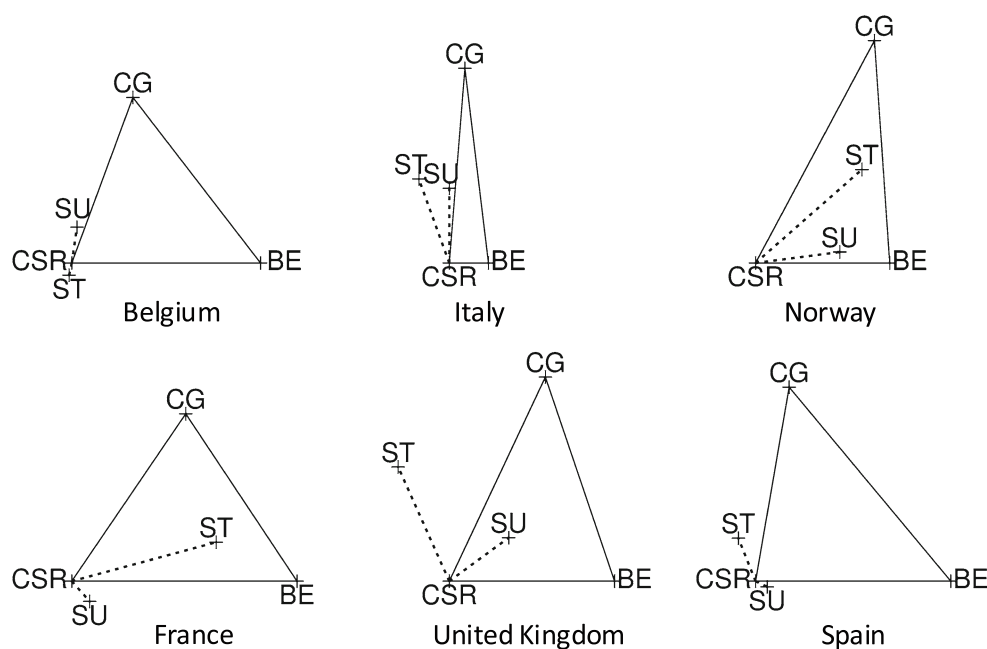 CG
SU
CSR
BE
ST
Belgium
CG
ST
SU
CSR
BE
Italy
CG
ST
SU
CSR
BE
Norway
CG
ST
CSR
BE
SU
France
CG
ST
SU
CSR
BE
United Kingdom
CG
ST
CSR
BE
SU
Spain